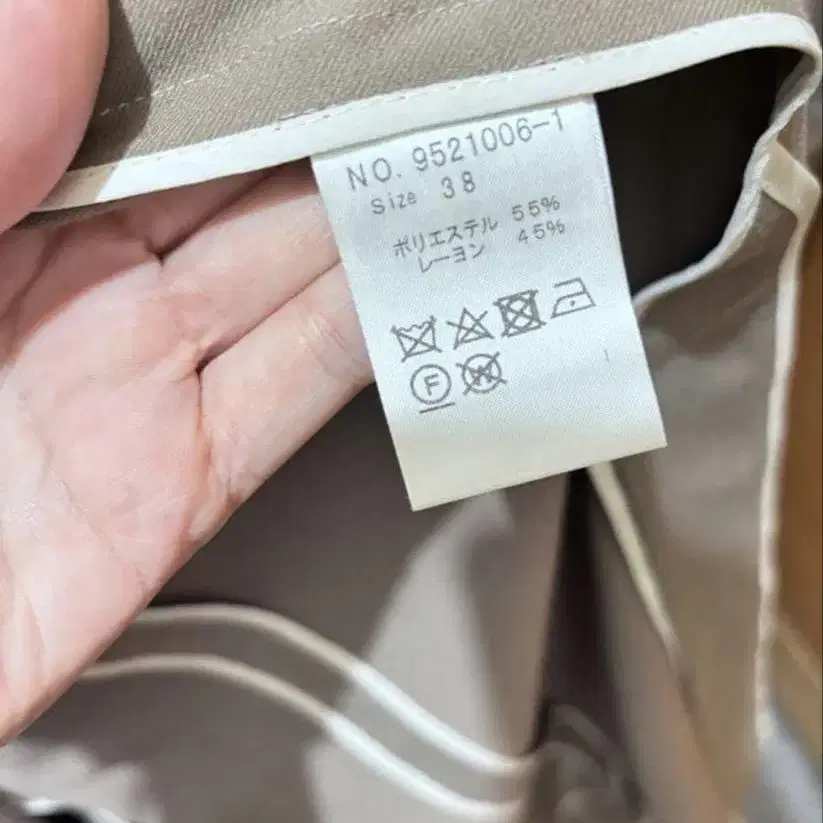 NO. 9521006-1
Size 38
ポリエステル 55%
レーヨン 45%
F W